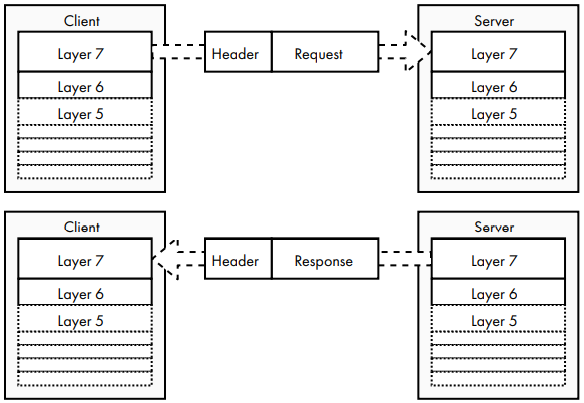 Client
Server
Layer 7
Header
Request
Layer 7
Layer 6
Layer 6
Layer 5
Layer 5
Client
Server
Layer 7
Header
Response
Layer 7
Layer 6
Layer 6
Layer 5
Layer 5